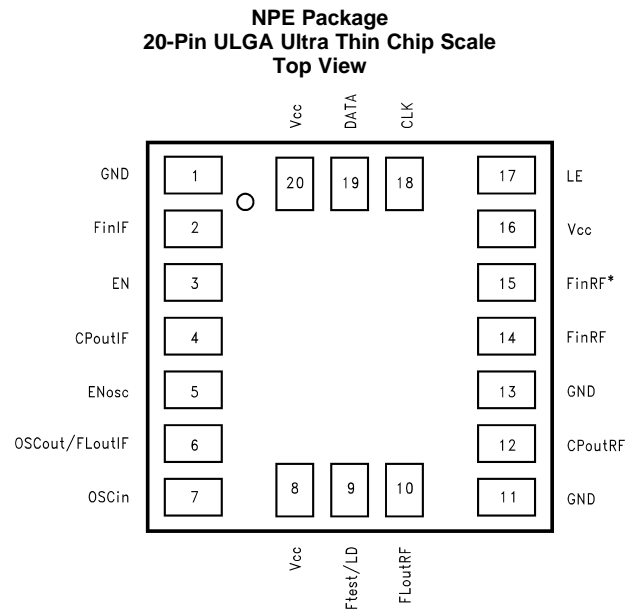 NPE Package
20-Pin ULGA Ultra Thin Chip Scale
Top View
Vcc
DATA
CLK
GND
1
20
19
18
17
LE
FinIF
2
16
Vcc
EN
3
15
FinRF*
CPoutIF
4
14
FinRF
ENosc
5
13
GND
OSCout/FLoutIF
6
12
CPoutRF
OSCin
7
8
9
10
11
GND
Vcc
Ftest/LD
FLoutRF